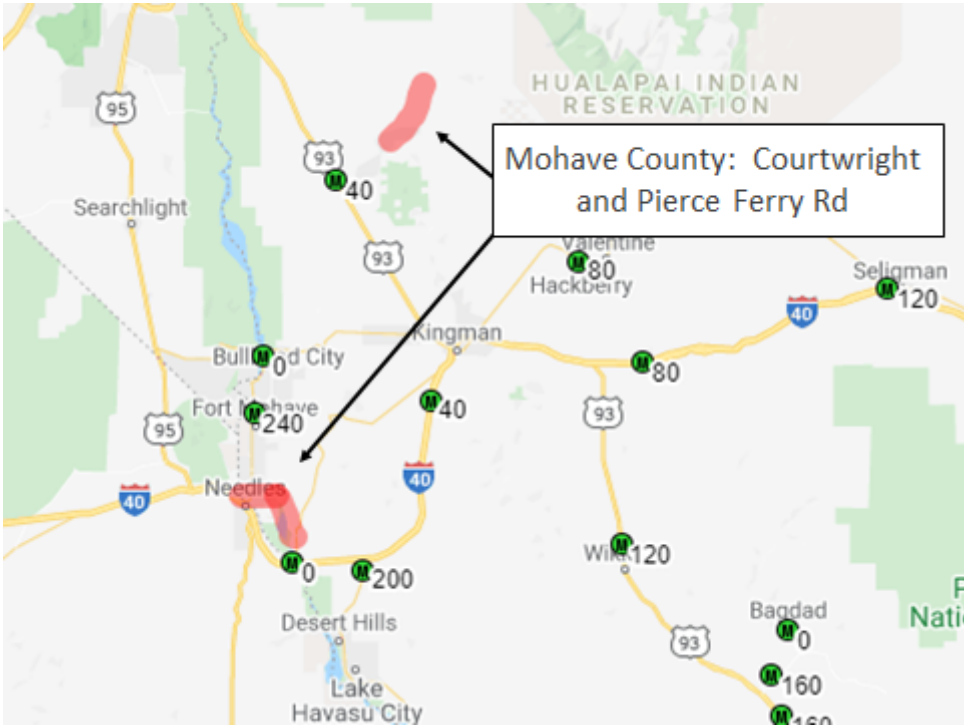 95
HUALAPAI INDIAN
RESERVATION
Mohave County: Courtwright
and Pierce Ferry Rd
93
M 40
Searchlight
93
Valentine
M 80
Hackberry
Seligman
M 120
40
Kingman
M
0
M 80
Fort
M 240
M 40
93
95
40
Needles
40
M 0
M 200
M 120
Desert Hills
Bagdad
M 0
93
M 160
Lake
Havasu City
M 160